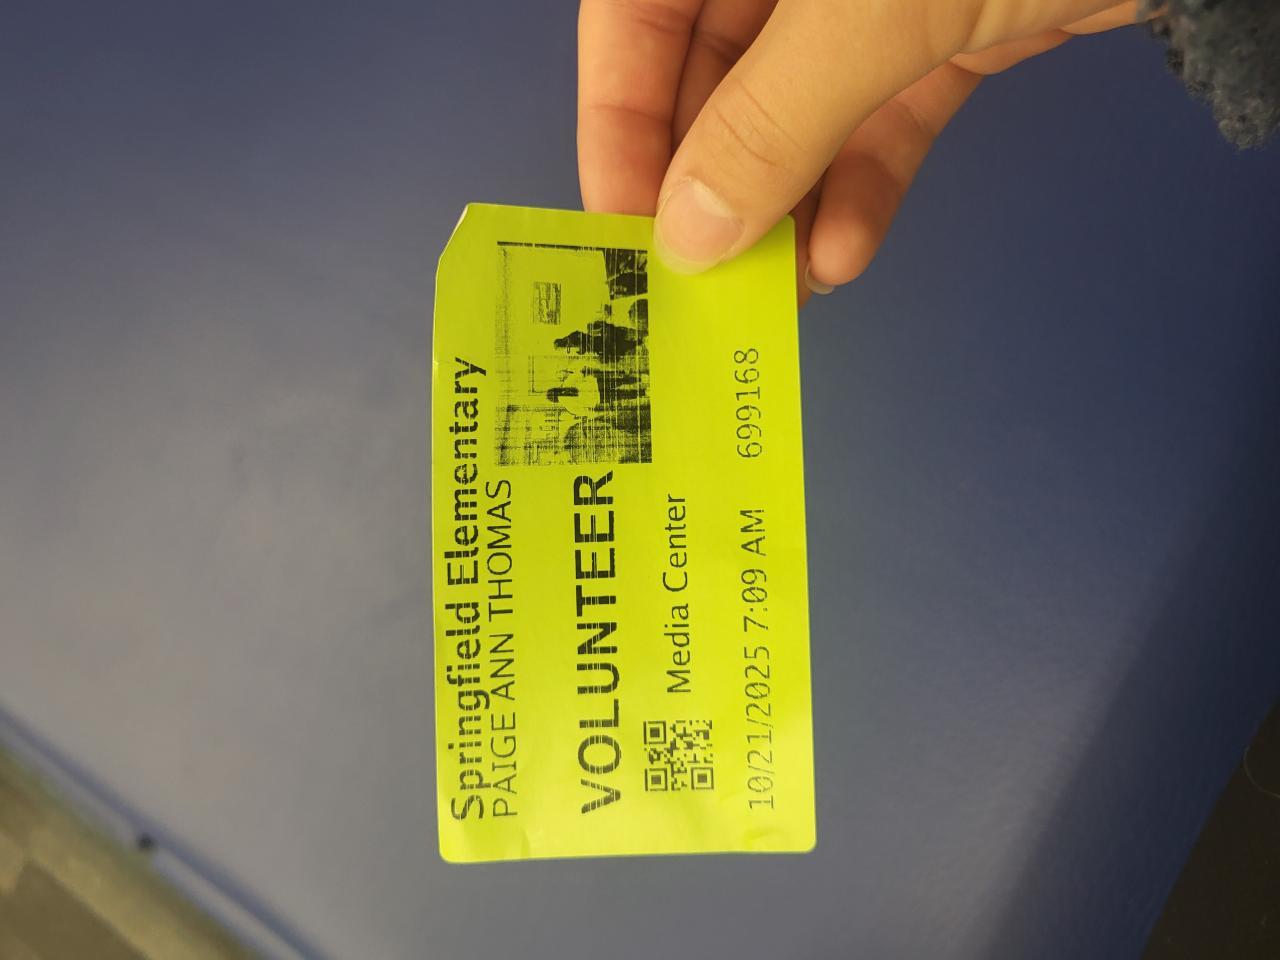 Springfield Elementary
PAIGE ANN THOMAS
VOLUNTEER
Media Center
10/21/2025 7:09 AM 699168